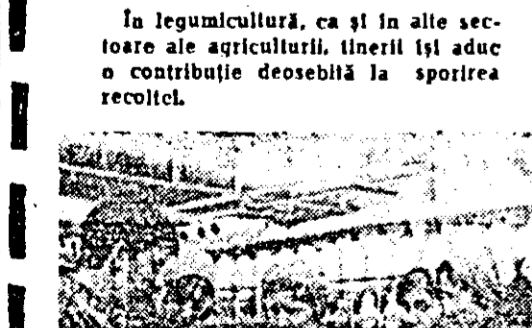 În legumicultură, ca și în alte sec-
toare ale agriculturii, tinerii își aduc
o contribuție deosebită la sporirea
recoltei.